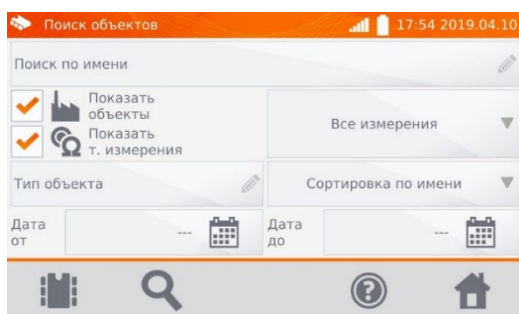 Поиск объектов 17:54 2019.04.10
Поиск по имени
Показать
объекты
Показать
т. измерения
Все измерения
Тип объекта
Сортировка по имени
Дата
от ---
Дата
до ---